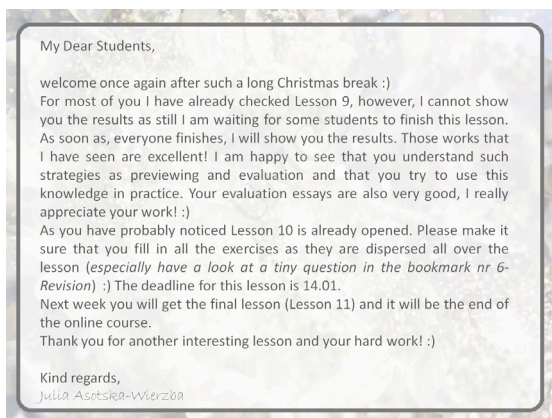 My Dear Students,
welcome once again after such a long Christmas break :)
For most of you I have already checked Lesson 9, however, I cannot show
you the results as still I am waiting for some students to finish this lesson.
As soon as, everyone finishes, I will show you the results. Those works that
I have seen are excellent! I am happy to see that you understand such
strategies as previewing and evaluation and that you try to use this
knowledge in practice. Your evaluation essays are also very good, I really
appreciate your work! :)
As you have probably noticed Lesson 10 is already opened. Please make it
sure that you fill in all the exercises as they are dispersed all over the
lesson (especially have a look at a tiny question in the bookmark nr 6-
Revision) :) The deadline for this lesson is 14.01.
Next week you will get the final lesson (Lesson 11) and it will be the end of
the online course.
Thank you for another interesting lesson and your hard work! :)
Kind regards,
Julia Asotska-Wierzba